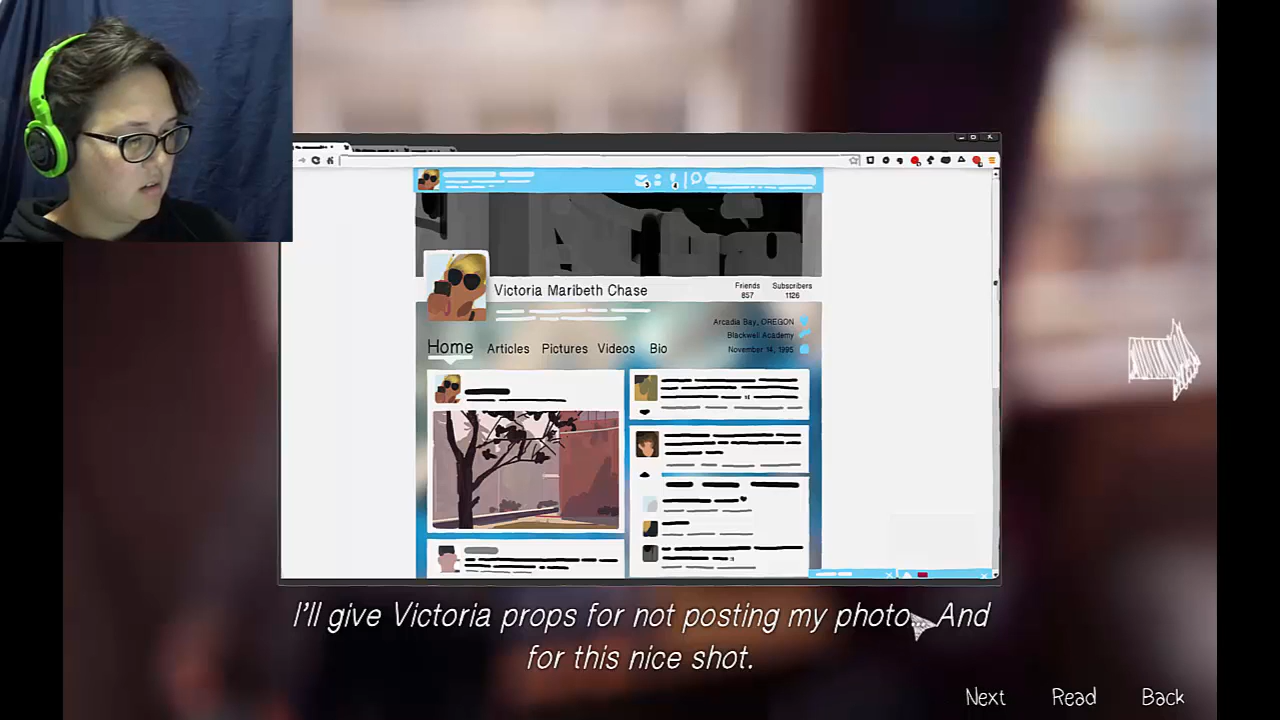 Victoria Maribeth Chase
Friends
857
Subscribers
1126
Arcadia Bay, OREGON
Blackwell Academy
November 14, 1995
Home Articles Pictures Videos Bio
I'll give Victoria props for not posting my photo. And
for this nice shot.
Next Read Back